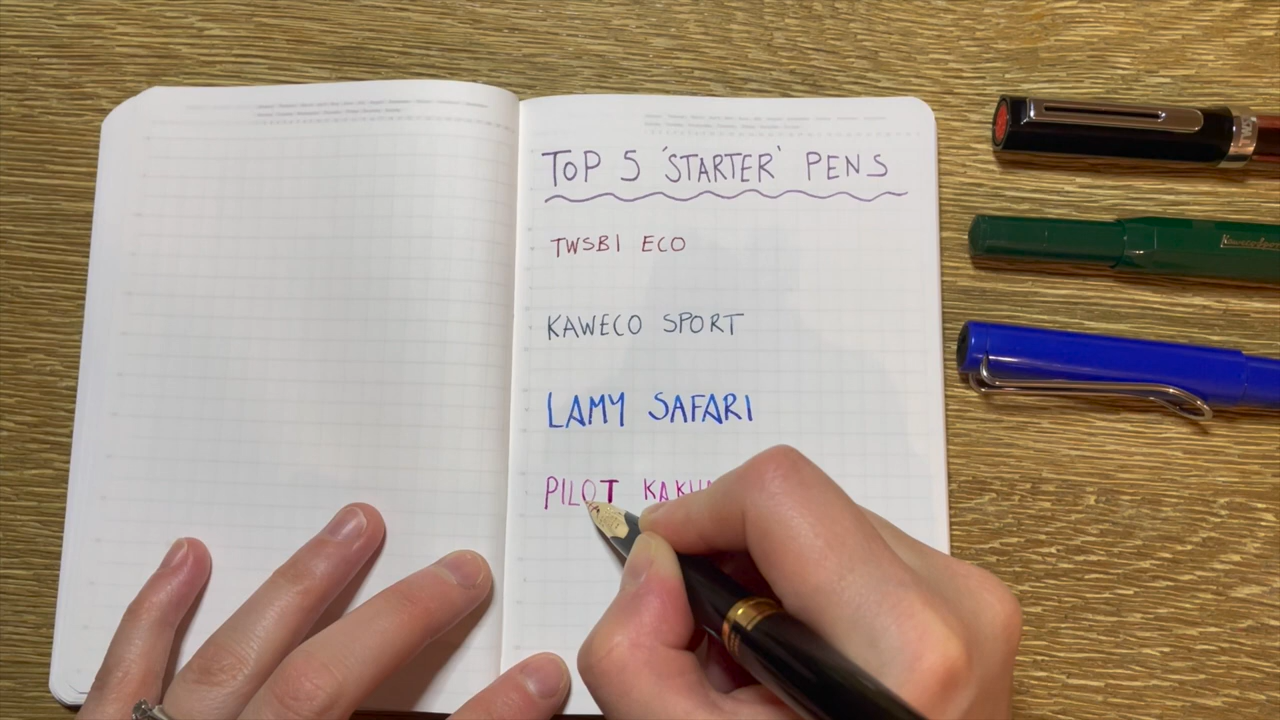 TOP 5 'STARTER' PENS
TWSBI ECO
KAWECO SPORT
LAMY SAFARI
PILOT